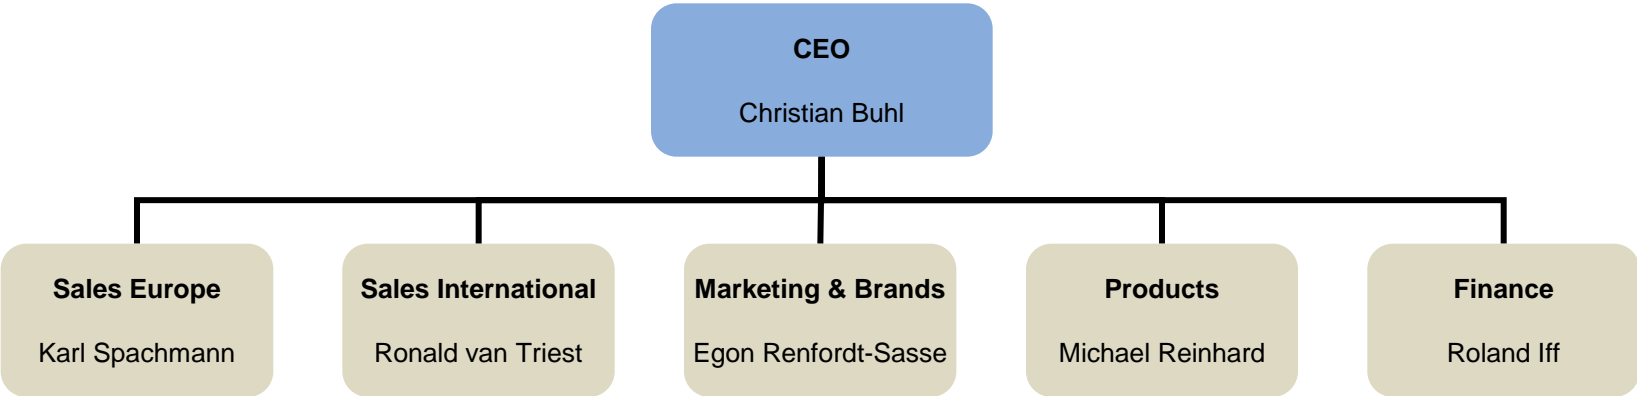 CEO
Christian Buhl
Sales Europe
Karl Spachmann
Sales International
Ronald van Triest
Marketing & Brands
Egon Renfordt-Sasse
Products
Michael Reinhard
Finance
Roland Iff